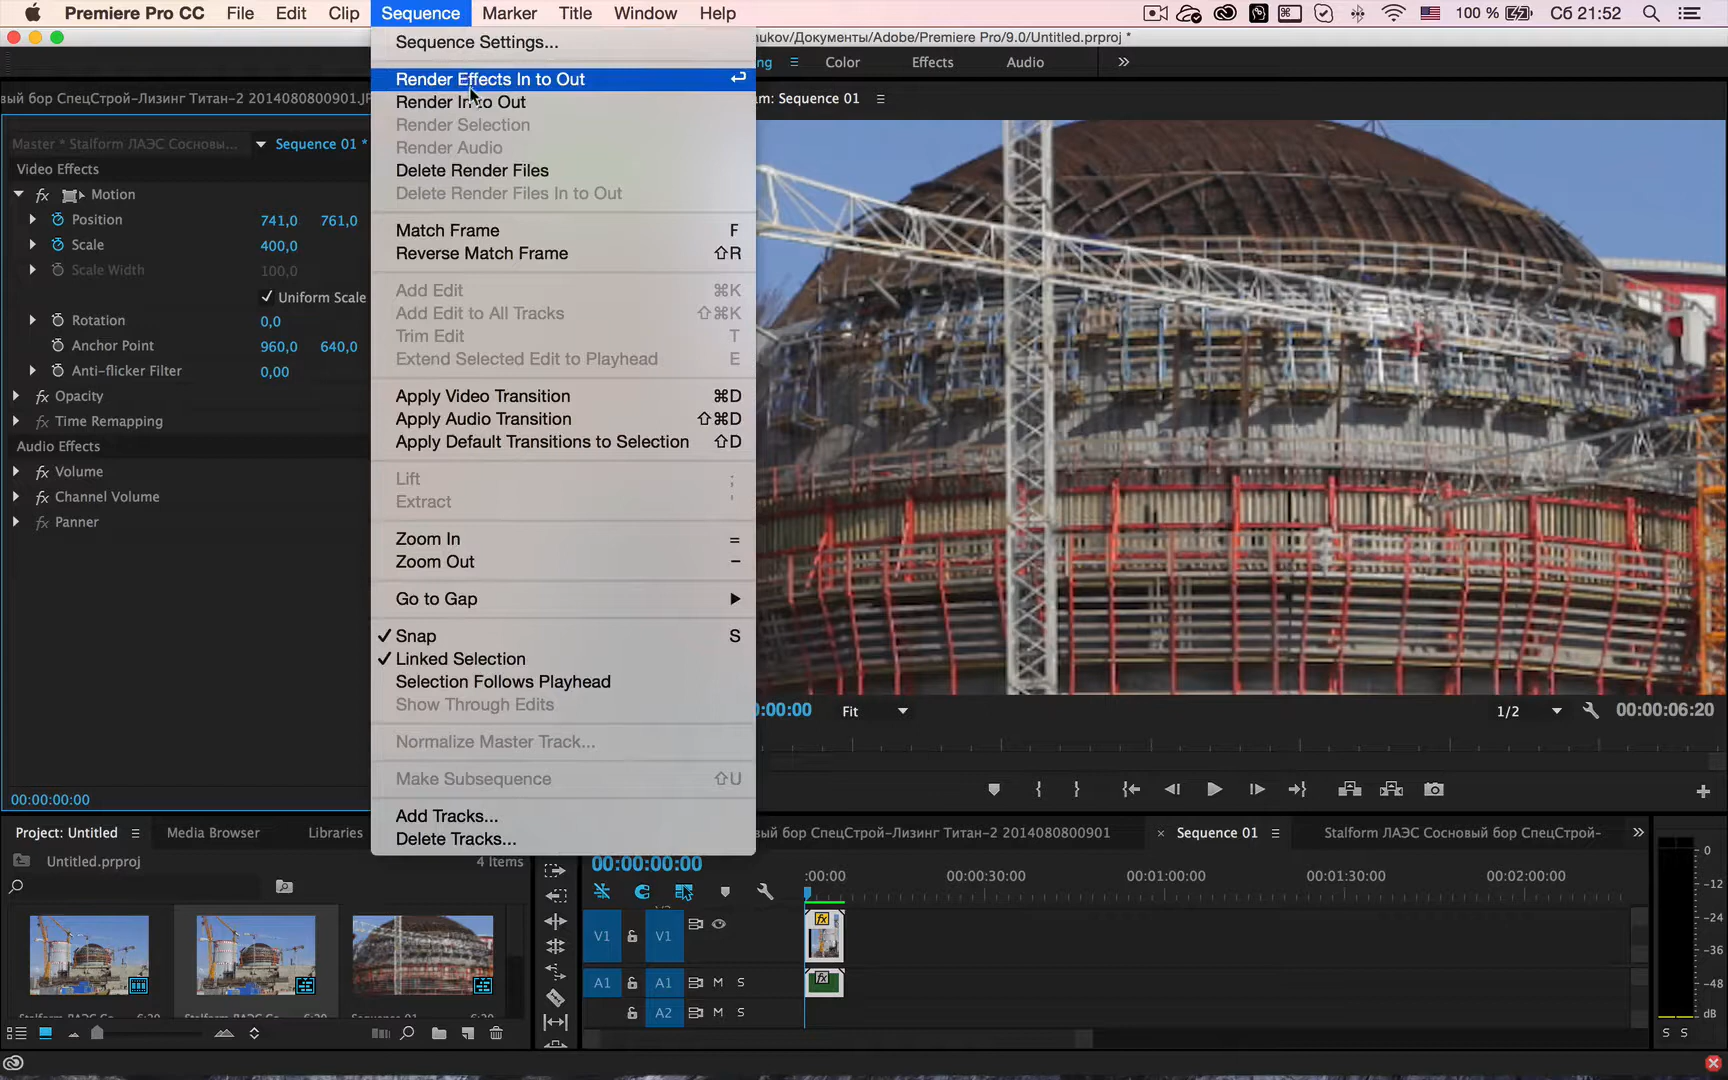 Premiere Pro CC File Edit Clip Sequence Marker Title Window Help 100 % Сб 21:52
ukov/Документы/Adobe/Premiere Pro/9.0/Untitled.prproj *
Color Effects Audio
вый бор СпецСтрой-Лизинг Титан-2 2014080800901.JP
am: Sequence 01
Master * Stalform ЛАЭС Сосновы... Sequence 01 *
Video Effects
fx Motion
Position 741,0 761,0
Scale 400,0
Scale Width 100,0
Uniform Scale
Rotation 0,0
Anchor Point 960,0 640,0
Anti-flicker Filter 0,00
fx Opacity
fx Time Remapping
Audio Effects
fx Volume
fx Channel Volume
fx Panner
00:00:00:00
Sequence Settings...
Render Effects In to Out
Render In to Out
Render Selection
Render Audio
Delete Render Files
Delete Render Files In to Out
Match Frame F
Reverse Match Frame ⇧R
Add Edit ⌘K
Add Edit to All Tracks ⇧⌘K
Trim Edit T
Extend Selected Edit to Playhead E
Apply Video Transition ⌘D
Apply Audio Transition ⇧⌘D
Apply Default Transitions to Selection ⇧D
Lift ;
Extract '
Zoom In =
Zoom Out −
Go to Gap
Snap S
Linked Selection
Selection Follows Playhead
Show Through Edits
Normalize Master Track...
Make Subsequence ⇧U
Add Tracks...
Delete Tracks...
:00:00 Fit 1/2 00:00:06:20
Project: Untitled Media Browser Libraries
Untitled.prproj 4 Items
вый бор СпецСтрой-Лизинг Титан-2 2014080800901 × Sequence 01 Stalform ЛАЭС Сосновый бор СпецСтрой-
00:00:00:00
:00:00 00:00:30:00 00:01:00:00 00:01:30:00 00:02:00:00
V1 V1 fx
A1 A1 M S fx
A2 M S
0
-12
-24
-36
-48
dB
S S